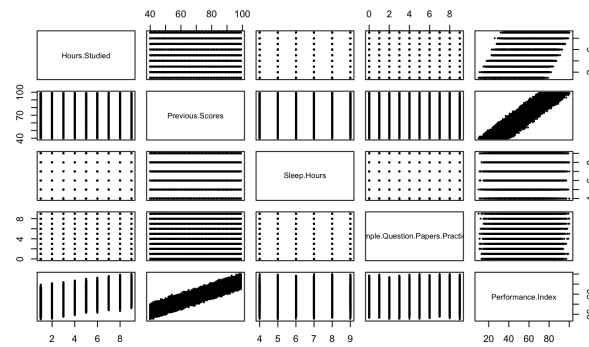 40 60 80 100
0 2 4 6 8
Hours.Studied
40 70 100
Previous.Scores
Sleep.Hours
0 4 8
mple.Question.Papers.Practic
Performance.Index
2 4 6 8
4 5 6 7 8 9
20 40 60 80